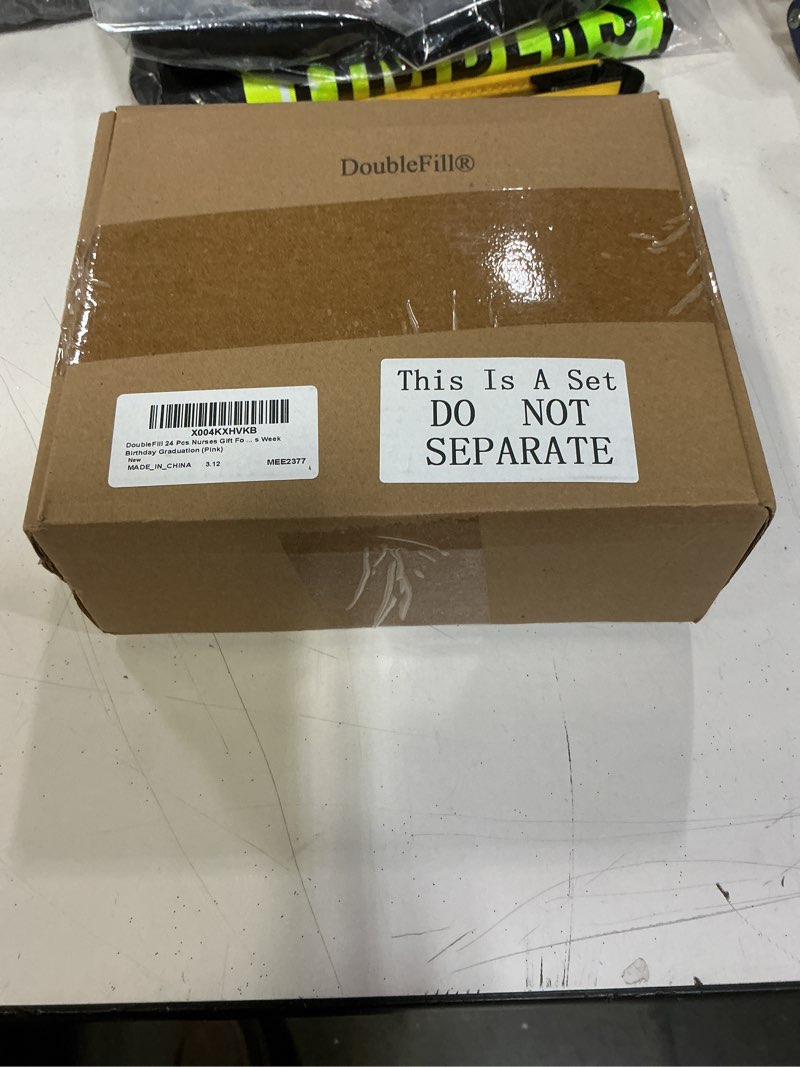 DoubleFill®
X004KXHVKB
DoubleFill 24 Pcs Nurses Gift Fo ... s Week
Birthday Graduation (Pink)
New
MADE_IN_CHINA 3.12 MEE2377
This Is A Set
DO NOT
SEPARATE